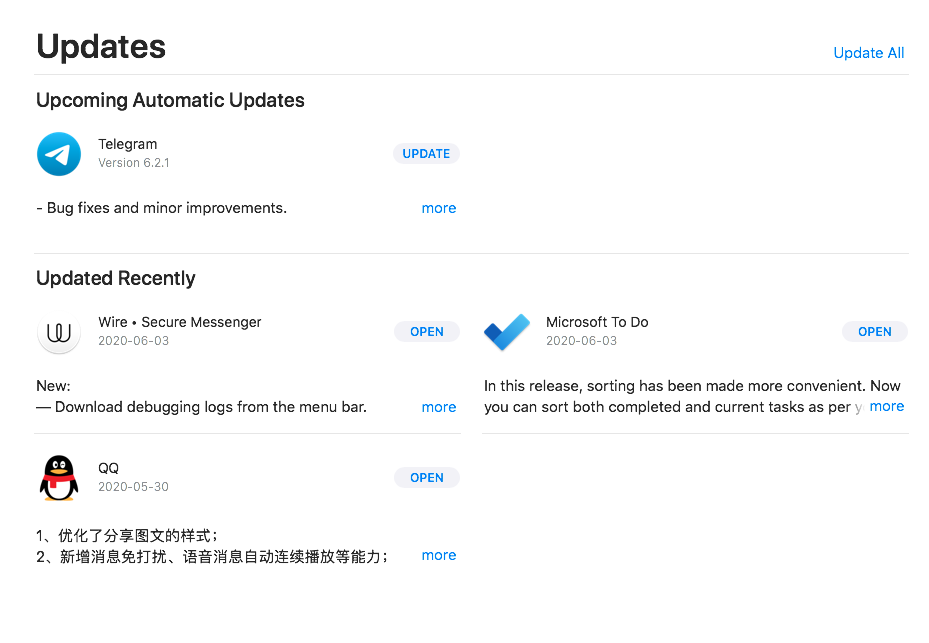 Updates
Update All
Upcoming Automatic Updates
Telegram
UPDATE
Version 6.2.1
- Bug fixes and minor improvements.
more
Updated Recently
Wire • Secure Messenger
OPEN
2020-06-03
New:
— Download debugging logs from the menu bar.
more
Microsoft To Do
OPEN
2020-06-03
In this release, sorting has been made more convenient. Now
you can sort both completed and current tasks as per
more
QQ
OPEN
2020-05-30
1、优化了分享图文的样式；
2、新增消息免打扰、语音消息自动连续播放等能力；
more